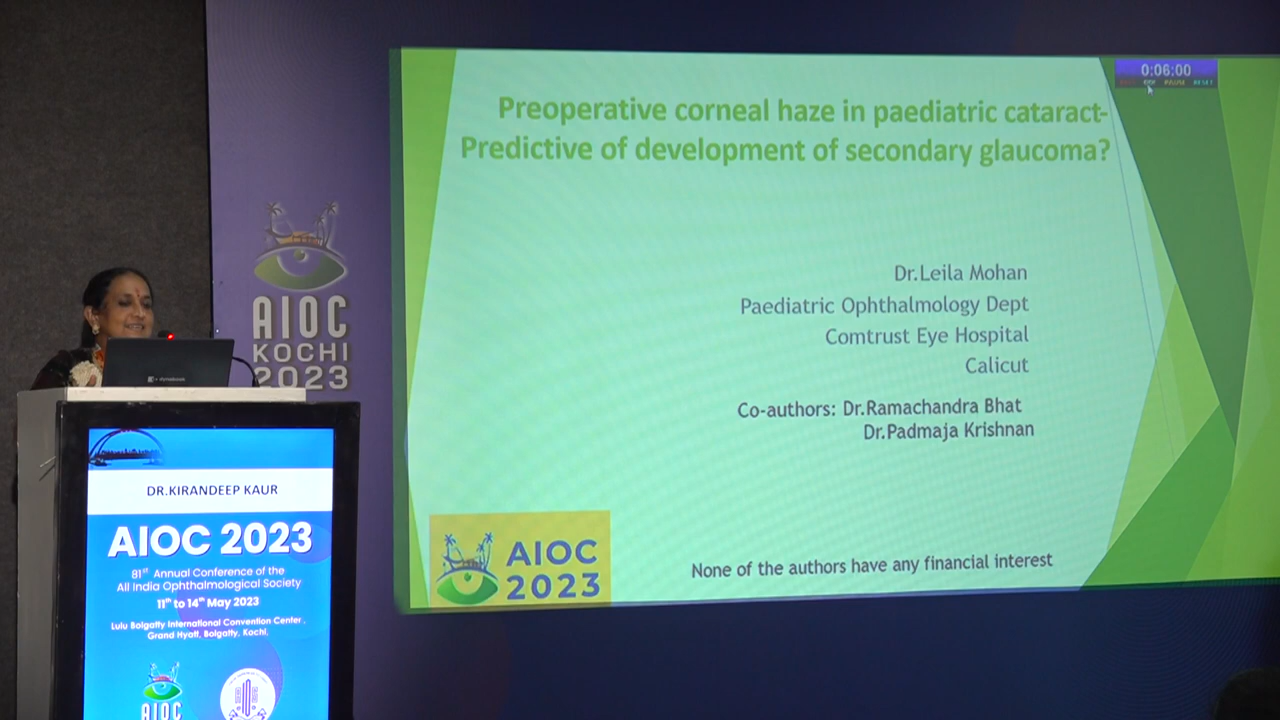 0:06:00
Preoperative corneal haze in paediatric cataract-
Predictive of development of secondary glaucoma?
Dr.Leila Mohan
Paediatric Ophthalmology Dept
Comtrust Eye Hospital
Calicut
Co-authors: Dr.Ramachandra Bhat
Dr.Padmaja Krishnan
None of the authors have any financial interest
AIOC
2023
AIOC
KOCHI
2023
DR.KIRANDEEP KAUR
AIOC 2023
81st Annual Conference of the
All India Ophthalmological Society
11th to 14th May 2023
Lulu Bolgatty International Convention Center,
Grand Hyatt, Bolgatty, Kochi,
AIOC